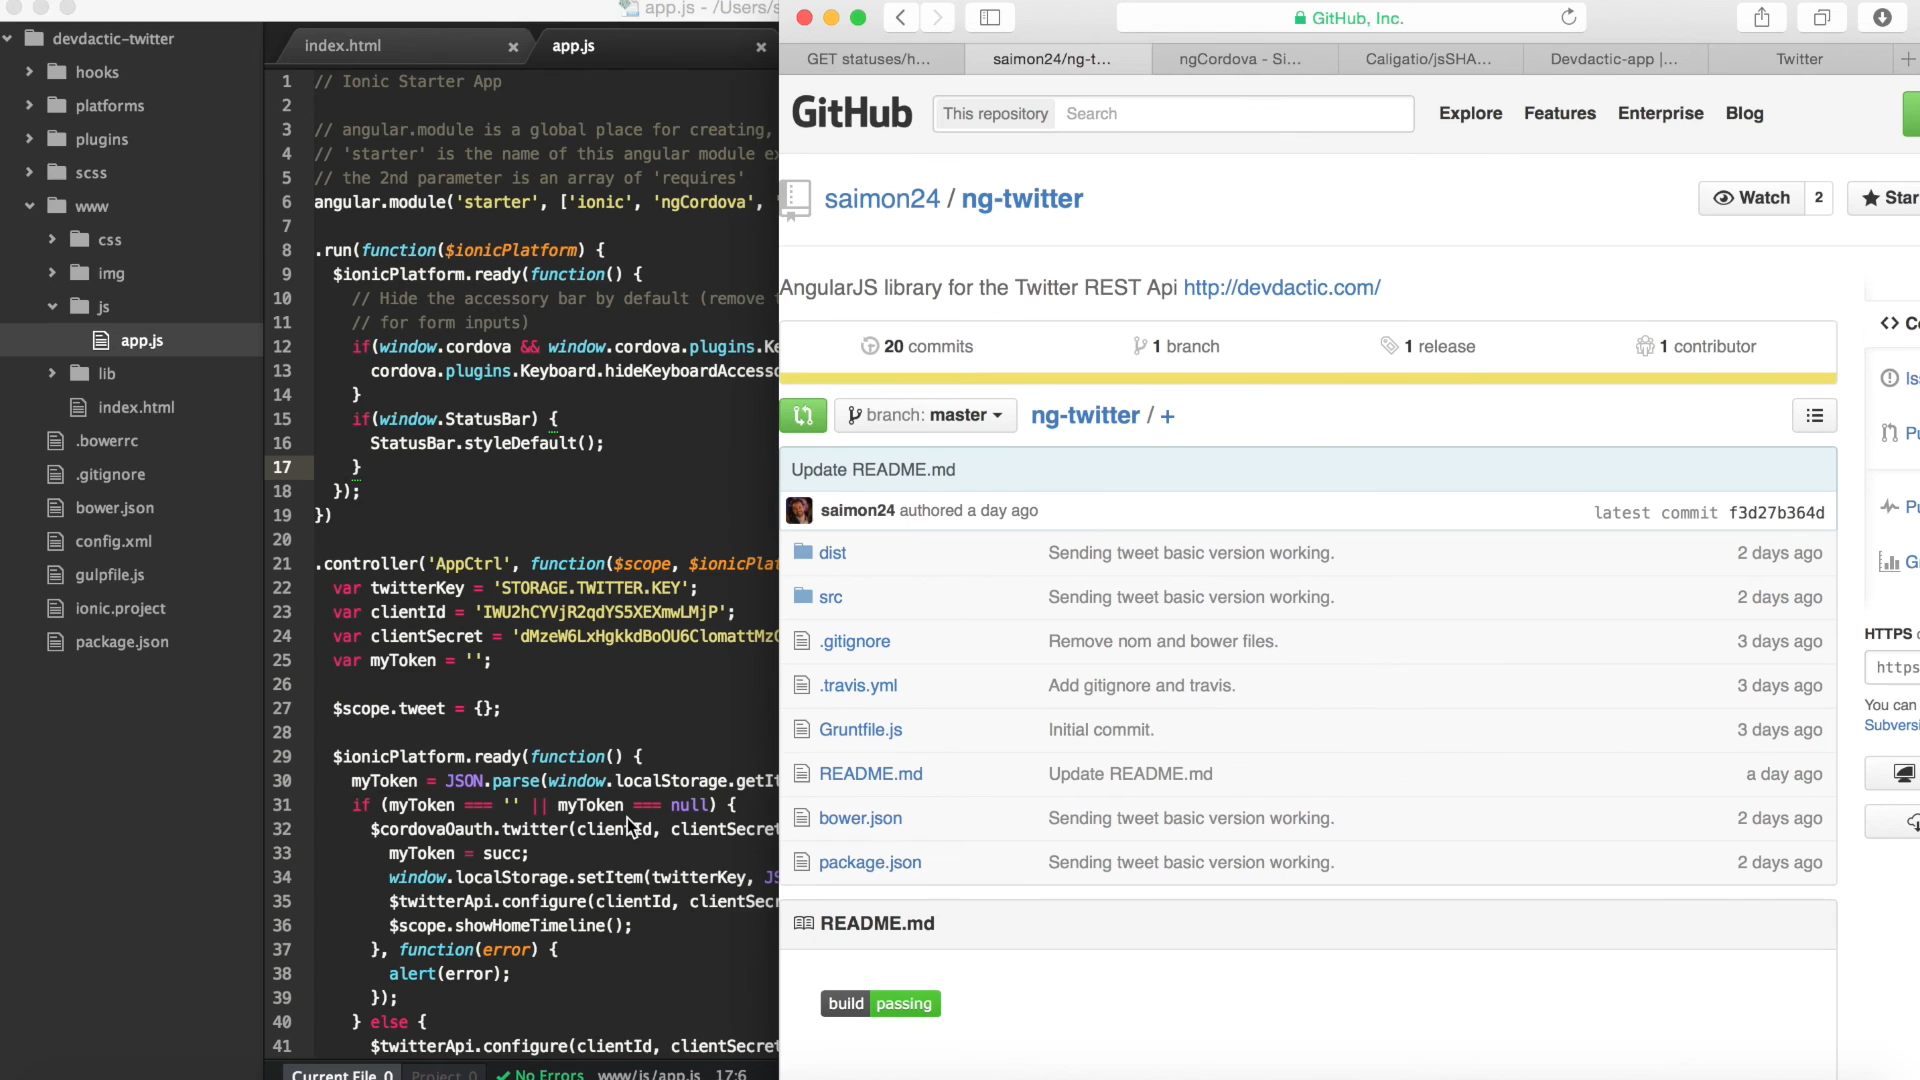 app.js - /Users/s
devdactic-twitter
hooks
platforms
plugins
scss
www
css
img
js
app.js
lib
index.html
.bowerrc
.gitignore
bower.json
config.xml
gulpfile.js
ionic.project
package.json
index.html
app.js
1 // Ionic Starter App
2
3 // angular.module is a global place for creating,
4 // 'starter' is the name of this angular module ex
5 // the 2nd parameter is an array of 'requires'
6 angular.module('starter', ['ionic', 'ngCordova', '
7
8 .run(function($ionicPlatform) {
9 $ionicPlatform.ready(function() {
10 // Hide the accessory bar by default (remove
11 // for form inputs)
12 if(window.cordova && window.cordova.plugins.Ke
13 cordova.plugins.Keyboard.hideKeyboardAccesso
14 }
15 if(window.StatusBar) {
16 StatusBar.styleDefault();
17 }
18 });
19 })
20
21 .controller('AppCtrl', function($scope, $ionicPlat
22 var twitterKey = 'STORAGE.TWITTER.KEY';
23 var clientId = 'IWU2hCYVjR2qdYS5XEXmwLMjP';
24 var clientSecret = 'dMzeW6LxHgkkdBoOU6ClomattMzC
25 var myToken = '';
26
27 $scope.tweet = {};
28
29 $ionicPlatform.ready(function() {
30 myToken = JSON.parse(window.localStorage.getIt
31 if (myToken === '' || myToken === null) {
32 $cordovaOauth.twitter(clientId, clientSecret
33 myToken = succ;
34 window.localStorage.setItem(twitterKey, JS
35 $twitterApi.configure(clientId, clientSecr
36 $scope.showHomeTimeline();
37 }, function(error) {
38 alert(error);
39 });
40 } else {
41 $twitterApi.configure(clientId, clientSecret
Current File 0 Project 0 No Errors www/js/app.js 17:6
GitHub, Inc.
GET statuses/h...
saimon24/ng-t...
ngCordova - Si...
Caligatio/jsSHA...
Devdactic-app |...
Twitter
GitHub
This repository Search
Explore Features Enterprise Blog
saimon24 / ng-twitter
Watch 2
Star
AngularJS library for the Twitter REST Api http://devdactic.com/
20 commits
1 branch
1 release
1 contributor
branch: master
ng-twitter / +
Update README.md
saimon24 authored a day ago
latest commit f3d27b364d
dist Sending tweet basic version working. 2 days ago
src Sending tweet basic version working. 2 days ago
.gitignore Remove nom and bower files. 3 days ago
.travis.yml Add gitignore and travis. 3 days ago
Gruntfile.js Initial commit. 3 days ago
README.md Update README.md a day ago
bower.json Sending tweet basic version working. 2 days ago
package.json Sending tweet basic version working. 2 days ago
README.md
build passing
HTTPS
https
You can
Subversi